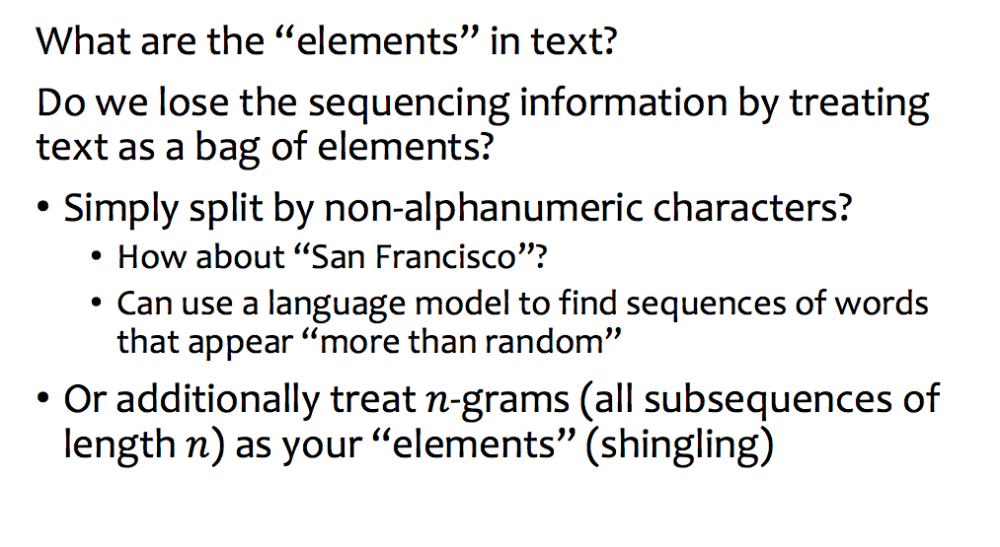 What are the “elements” in text?
Do we lose the sequencing information by treating
text as a bag of elements?
• Simply split by non-alphanumeric characters?
• How about “San Francisco”?
• Can use a language model to find sequences of words
that appear “more than random”
• Or additionally treat n-grams (all subsequences of
length n) as your “elements” (shingling)